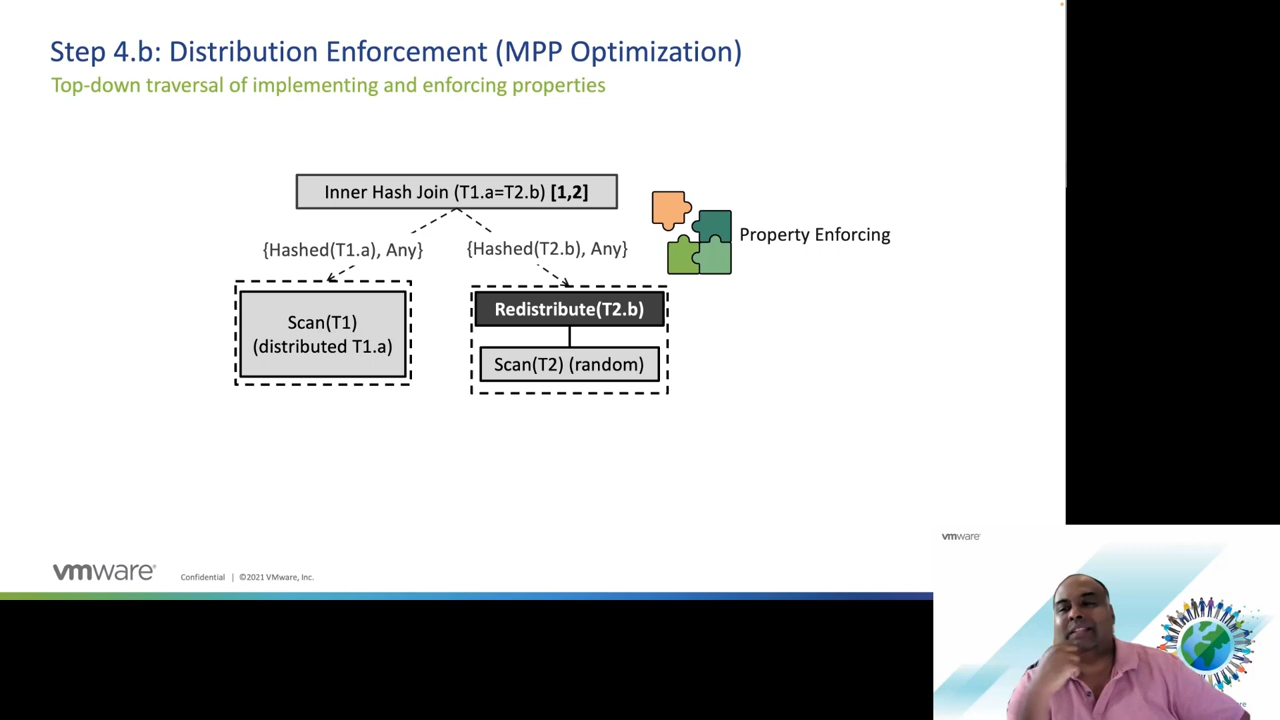 Step 4.b: Distribution Enforcement (MPP Optimization)
Top-down traversal of implementing and enforcing properties
Inner Hash Join (T1.a=T2.b) [1,2]
Property Enforcing
{Hashed(T1.a), Any}
{Hashed(T2.b), Any}
Scan(T1)
(distributed T1.a)
Redistribute(T2.b)
Scan(T2) (random)
vmware®
Confidential | ©2021 VMware, Inc.
vmware®